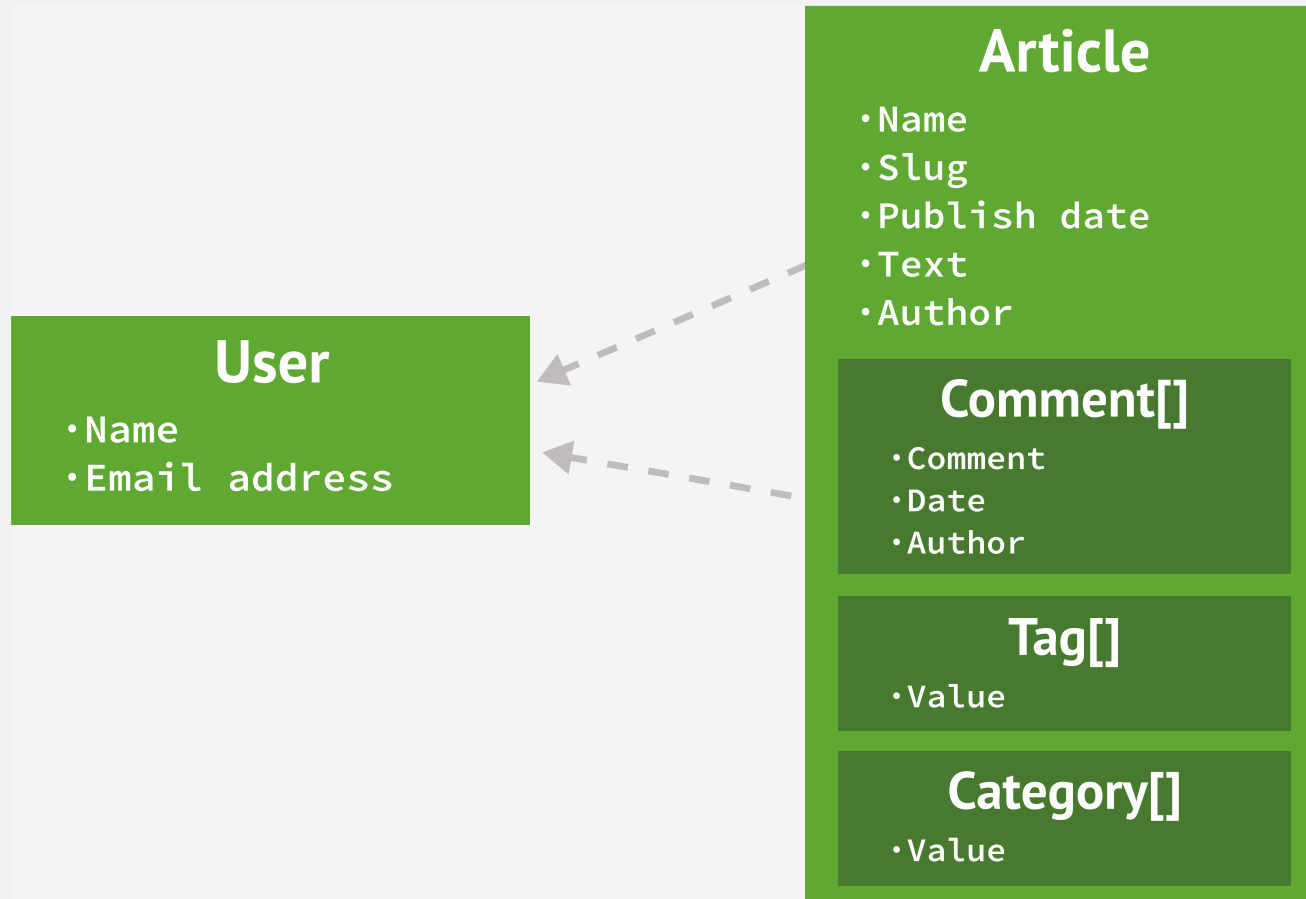 Article
·Name
·Slug
·Publish date
·Text
·Author
User
·Name
·Email address
Comment[]
·Comment
·Date
·Author
Tag[]
·Value
Category[]
·Value